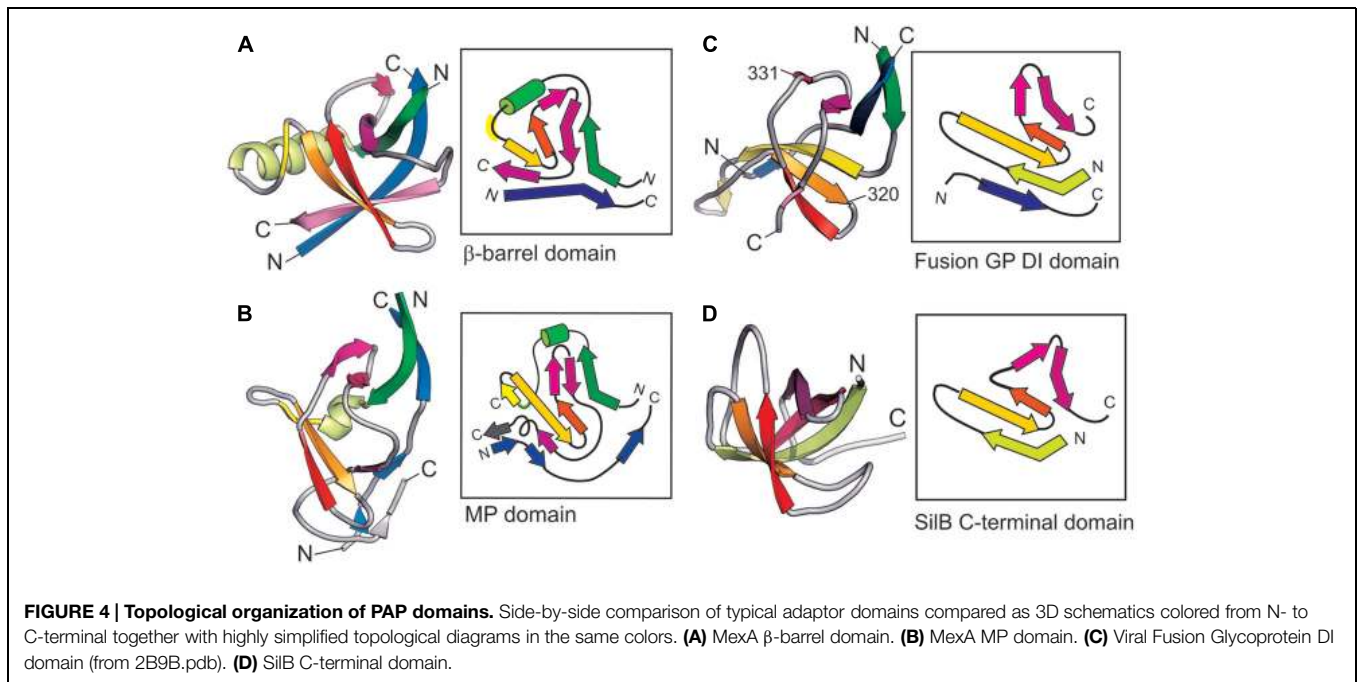 A
C
N
C
N
C
N
N
C
β-barrel domain
C
N C
331
N
320
C
N
C
N
C
Fusion GP DI domain
B
C N
C
N
N
C
C
C
N
MP domain
D
N
C
N
C
SilB C-terminal domain
FIGURE 4 | Topological organization of PAP domains. Side-by-side comparison of typical adaptor domains compared as 3D schematics colored from N- to
C-terminal together with highly simplified topological diagrams in the same colors. (A) MexA β-barrel domain. (B) MexA MP domain. (C) Viral Fusion Glycoprotein DI
domain (from 2B9B.pdb). (D) SilB C-terminal domain.